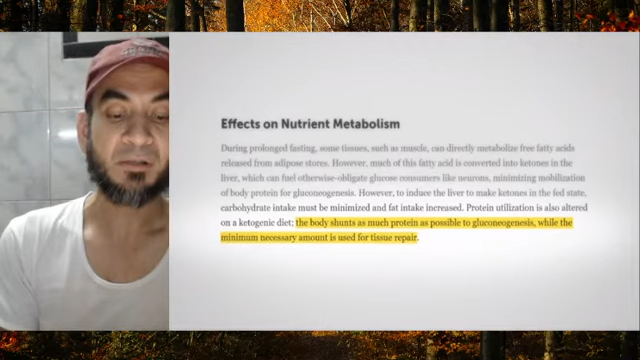 Effects on Nutrient Metabolism
During prolonged fasting, some tissues, such as muscle, can directly metabolize free fatty acids
released from adipose stores. However, much of this fatty acid is converted into ketones in the
liver, which can fuel otherwise-obligate glucose consumers like neurons, minimizing mobilization
of body protein for gluconeogenesis. However, to induce the liver to make ketones in the fed state,
carbohydrate intake must be minimized and fat intake increased. Protein utilization is also altered
on a ketogenic diet; the body shunts as much protein as possible to gluconeogenesis, while the
minimum necessary amount is used for tissue repair.